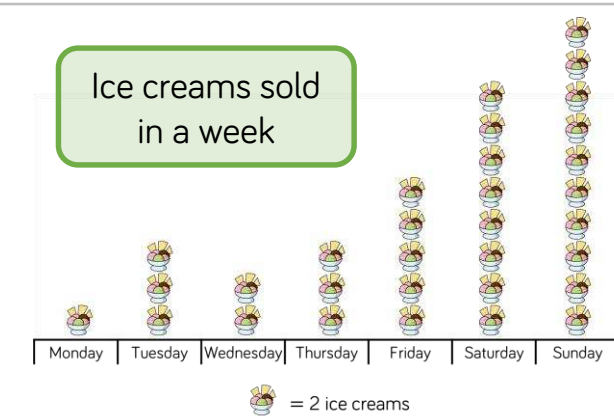 Ice creams sold
in a week
Monday Tuesday Wednesday Thursday Friday Saturday Sunday
= 2 ice creams